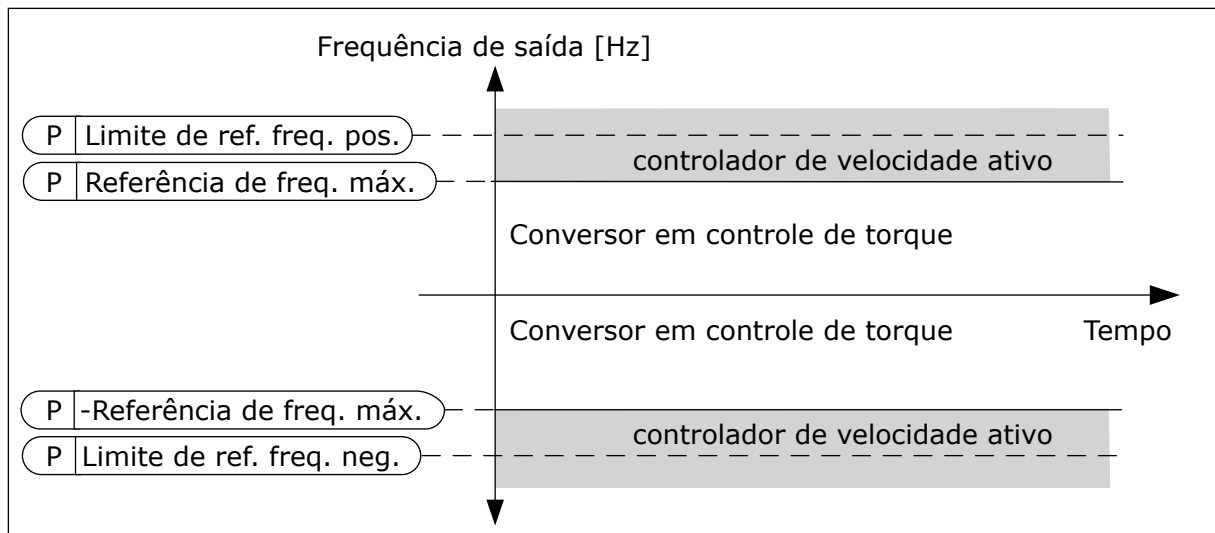 Frequência de saída [Hz]
P Limite de ref. freq. pos.
controlador de velocidade ativo
P Referência de freq. máx.
Conversor em controle de torque
Conversor em controle de torque
Tempo
P -Referência de freq. máx.
controlador de velocidade ativo
P Limite de ref. freq. neg.